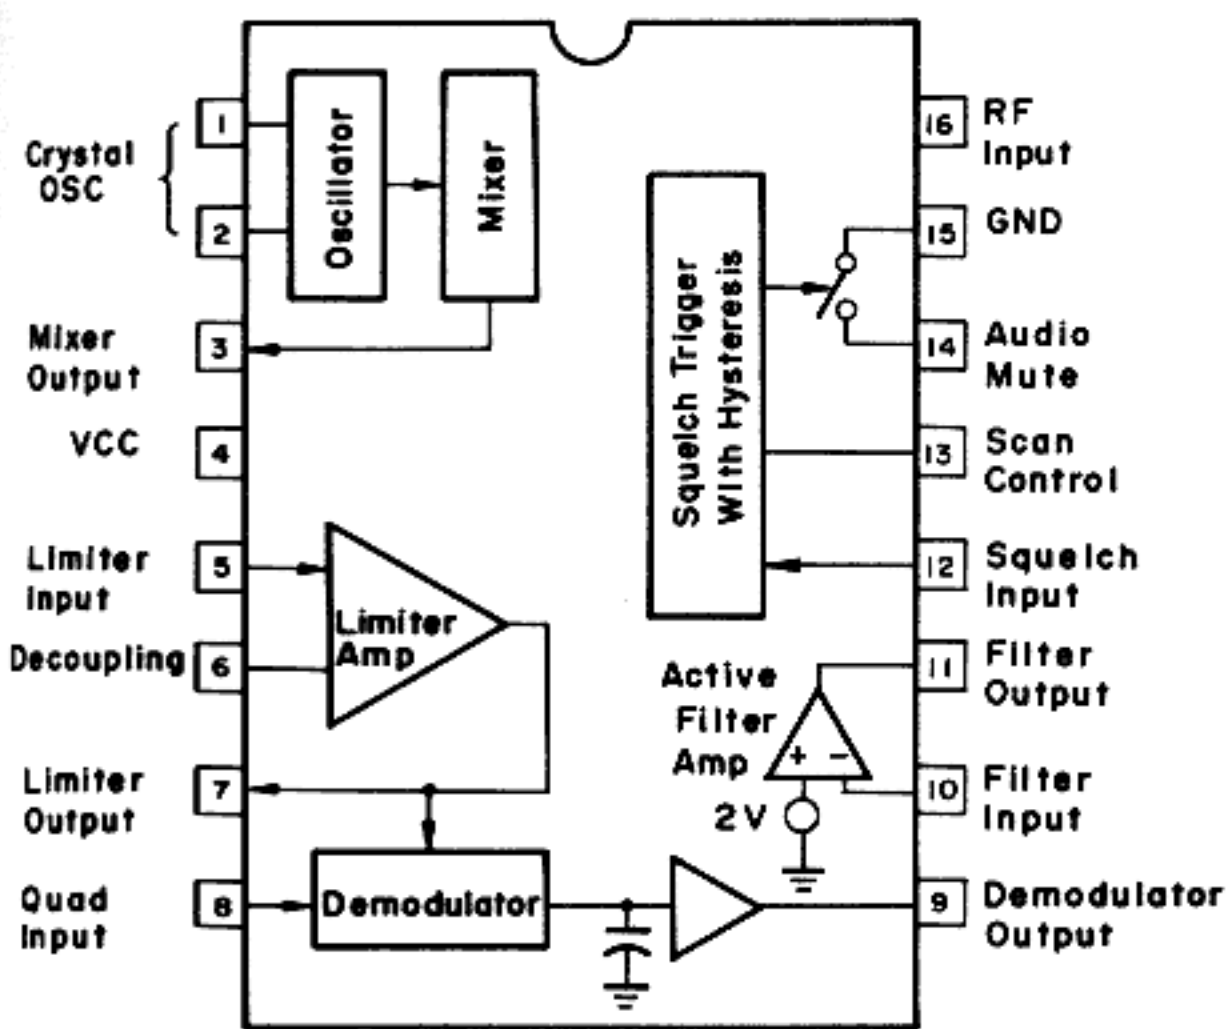 Crystal
OSC
1
2
Mixer
Output
3
VCC
4
Limiter
Input
5
Decoupling
6
Limiter
Output
7
Quad
Input
8
Oscillator
Mixer
Limiter
Amp
Demodulator
Squelch Trigger
With Hysteresis
Active
Filter
Amp
+ −
2V
16
RF
Input
15
GND
14
Audio
Mute
13
Scan
Control
12
Squelch
Input
11
Filter
Output
10
Filter
Input
9
Demodulator
Output